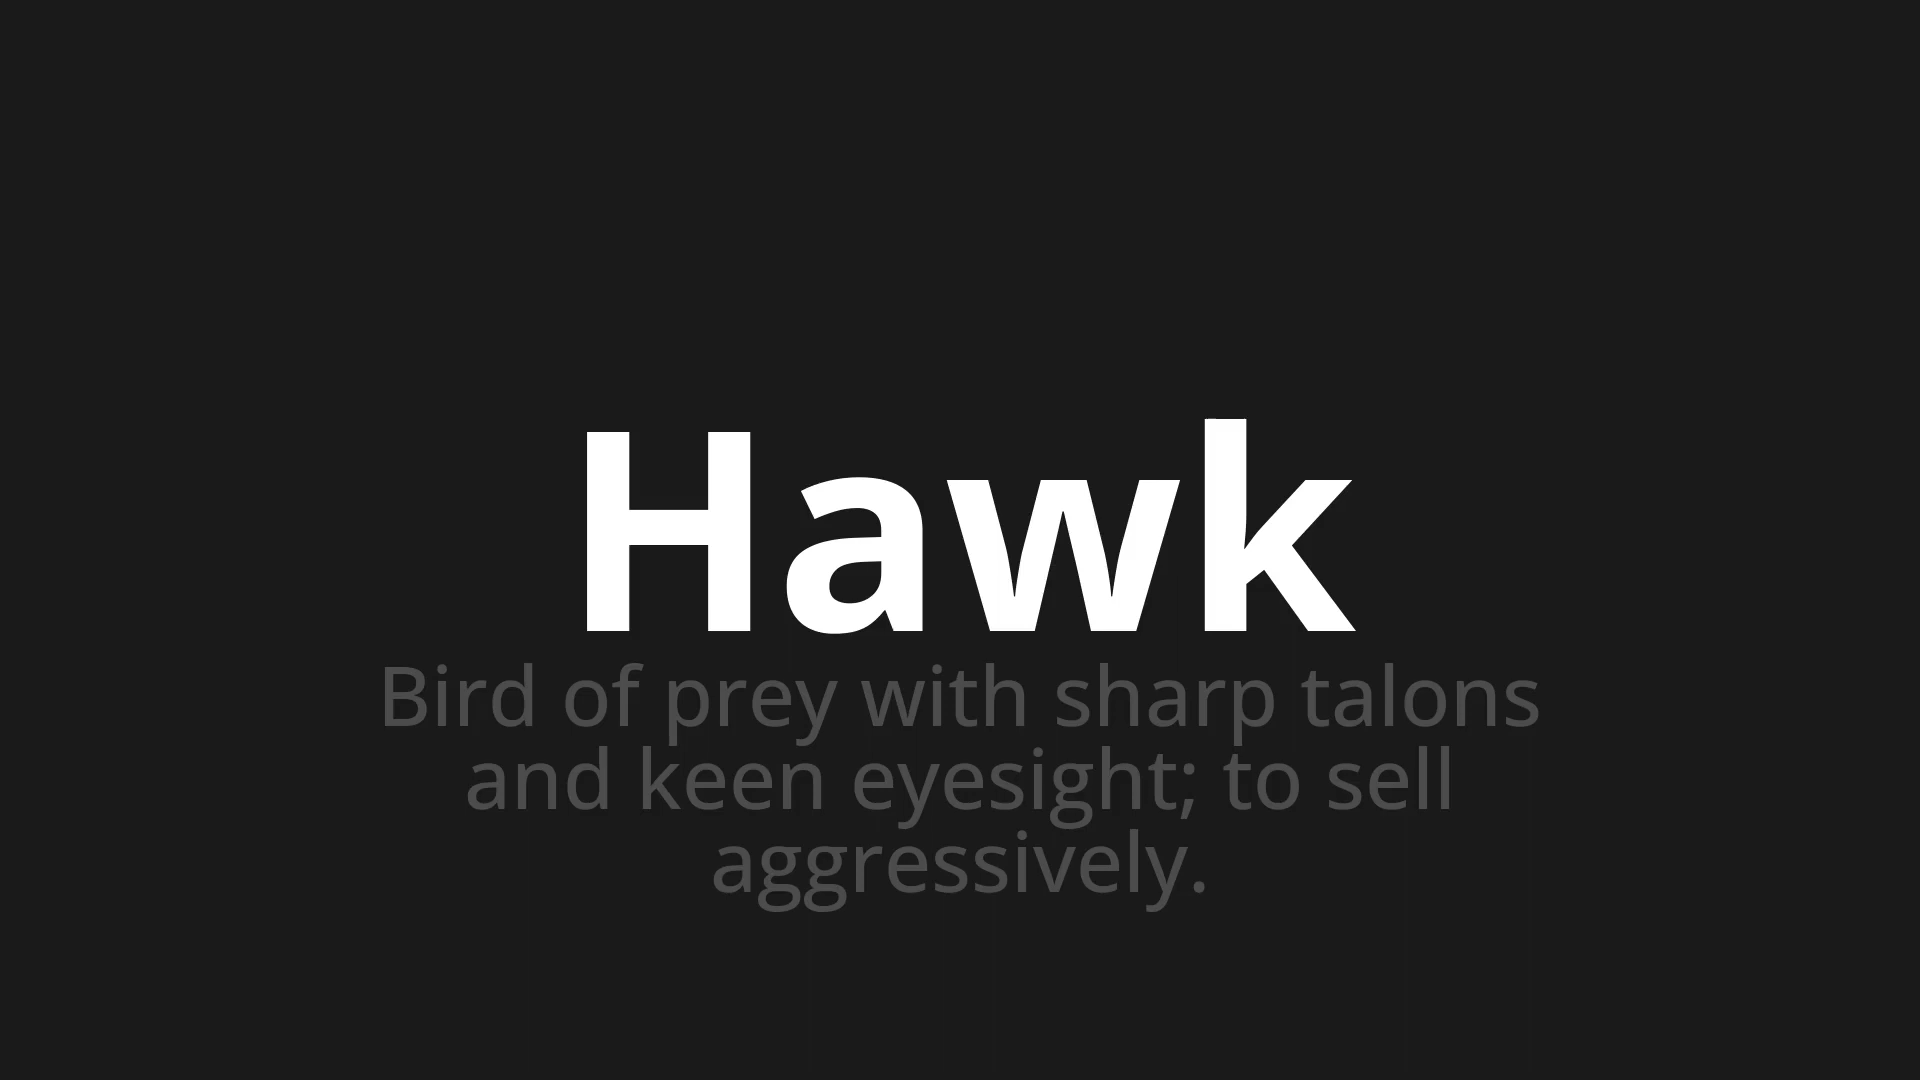 Hawk
Bird of prey with sharp talons
and keen eyesight; to sell
aggressively.